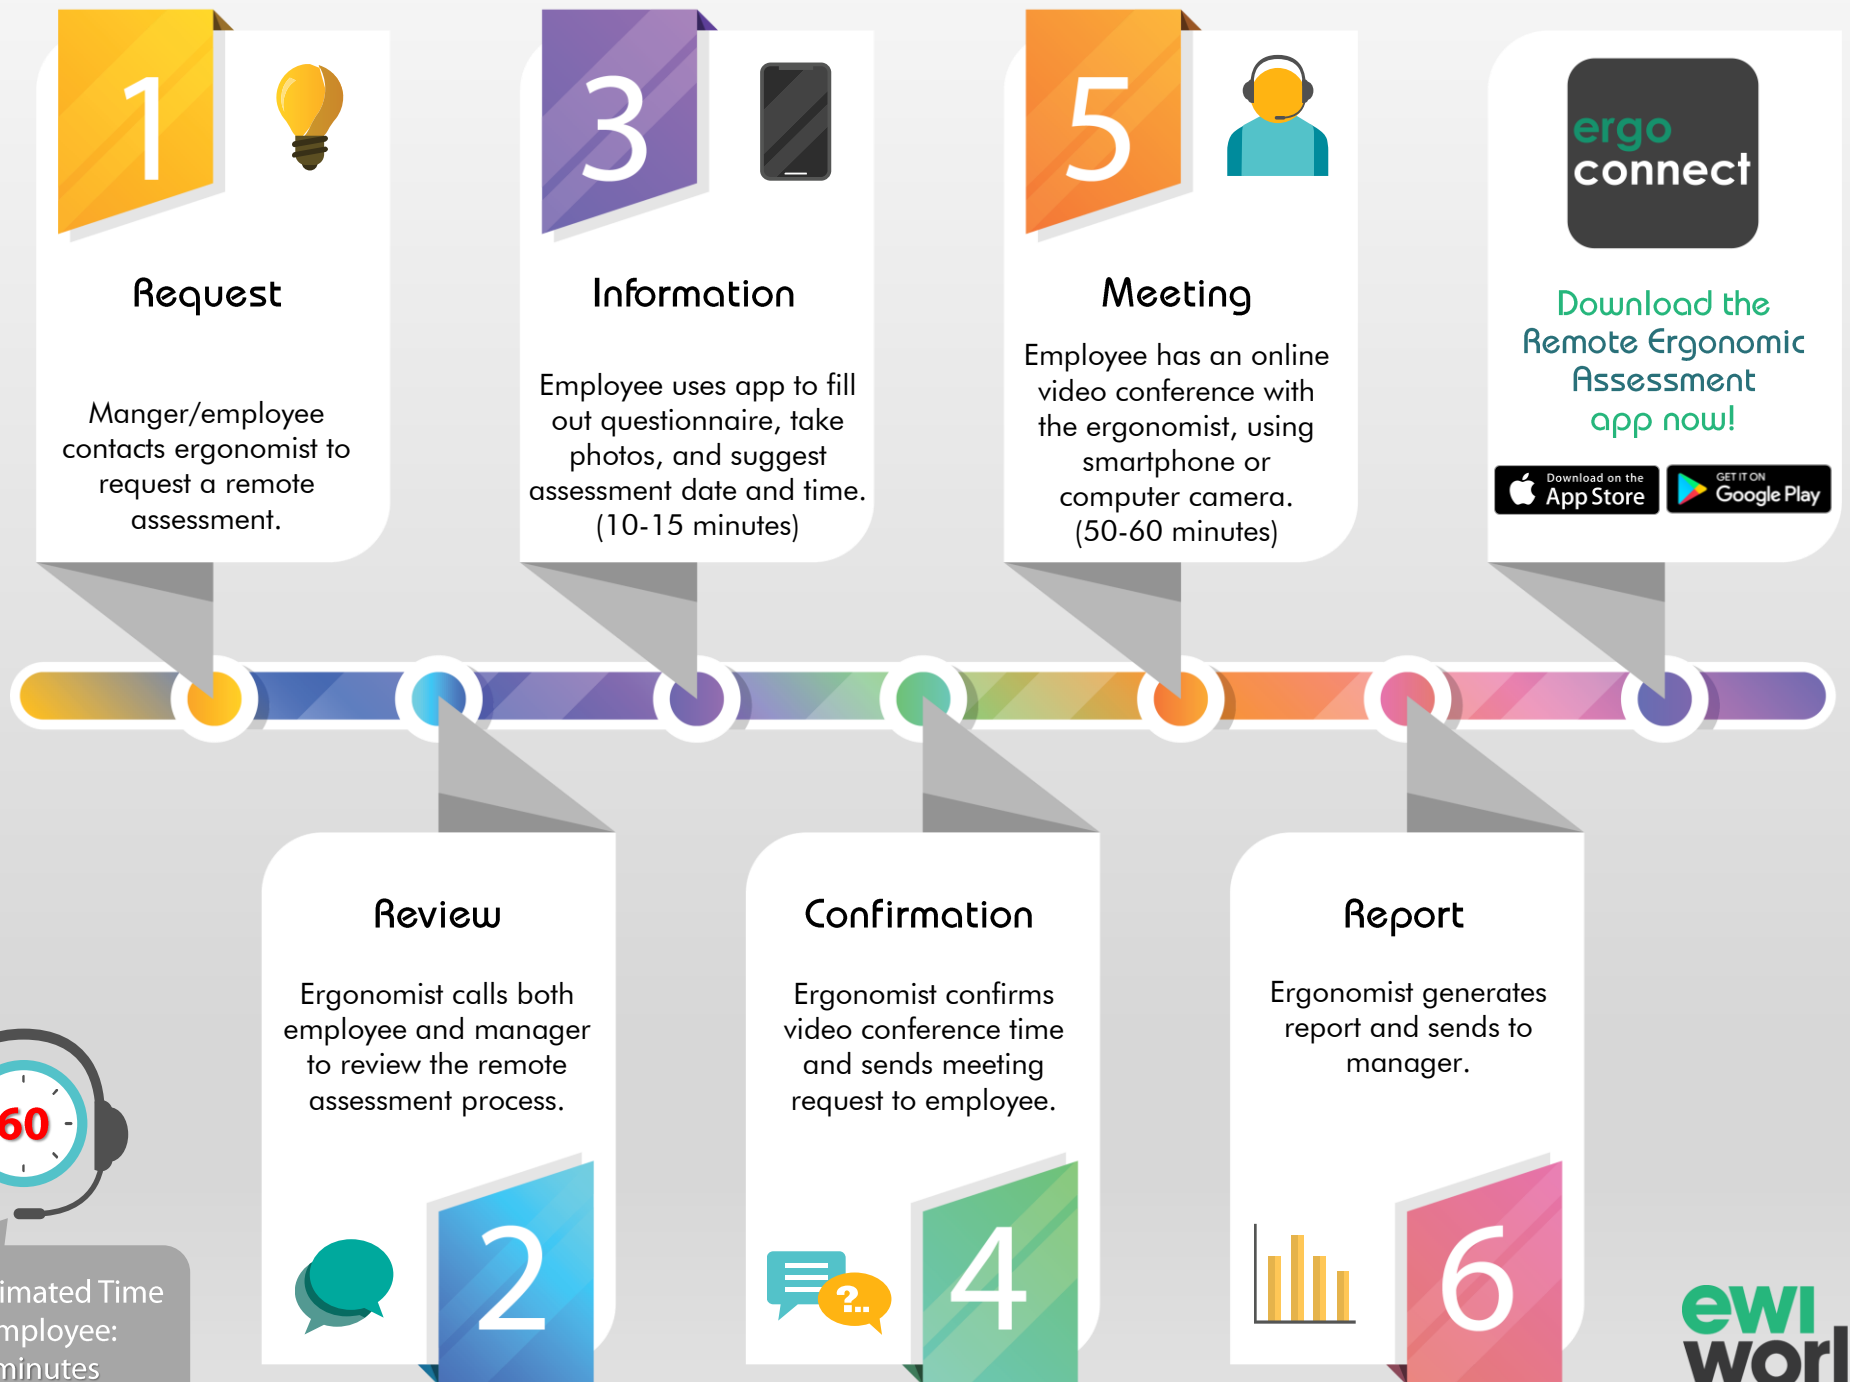 1
Request
Manger/employee
contacts ergonomist to
request a remote
assessment.
3
Information
Employee uses app to fill
out questionnaire, take
photos, and suggest
assessment date and time.
(10-15 minutes)
5
Meeting
Employee has an online
video conference with
the ergonomist, using
smartphone or
computer camera.
(50-60 minutes)
ergo
connect
Download the
Remote Ergonomic
Assessment
app now!
Download on the
App Store
GET IT ON
Google Play
Review
Ergonomist calls both
employee and manager
to review the remote
assessment process.
2
Confirmation
Ergonomist confirms
video conference time
and sends meeting
request to employee.
?..
4
Report
Ergonomist generates
report and sends to
manager.
6
60
Time
minutes
ewi